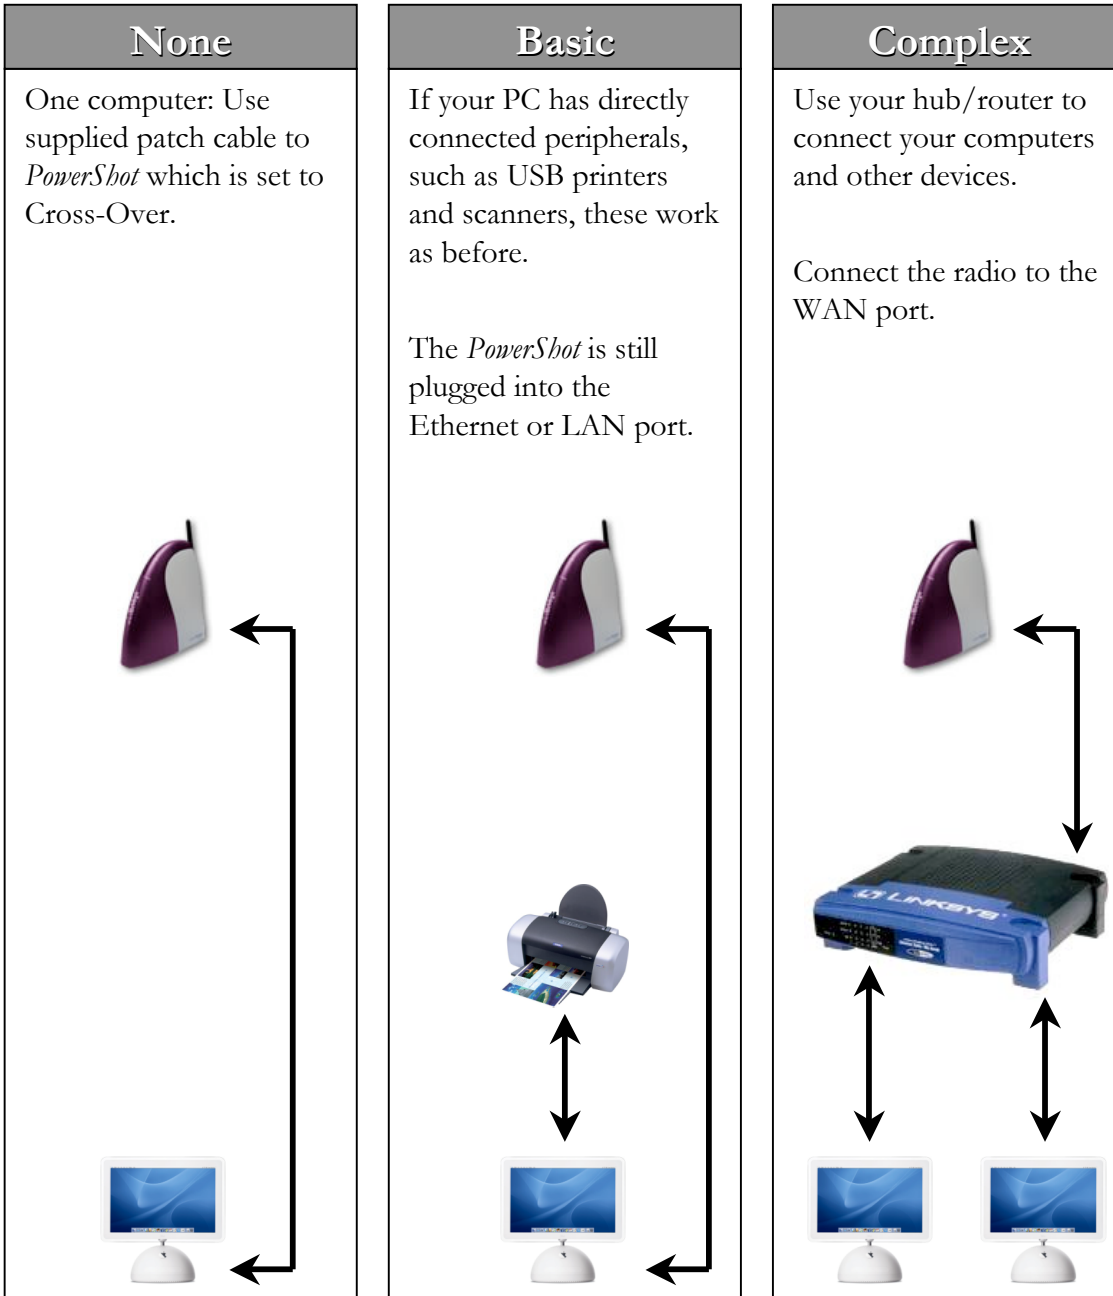 None
One computer: Use
supplied patch cable to
PowerShot which is set to
Cross-Over.
Basic
If your PC has directly
connected peripherals,
such as USB printers
and scanners, these work
as before.
The PowerShot is still
plugged into the
Ethernet or LAN port.
Complex
Use your hub/router to
connect your computers
and other devices.
Connect the radio to the
WAN port.
LINKSYS